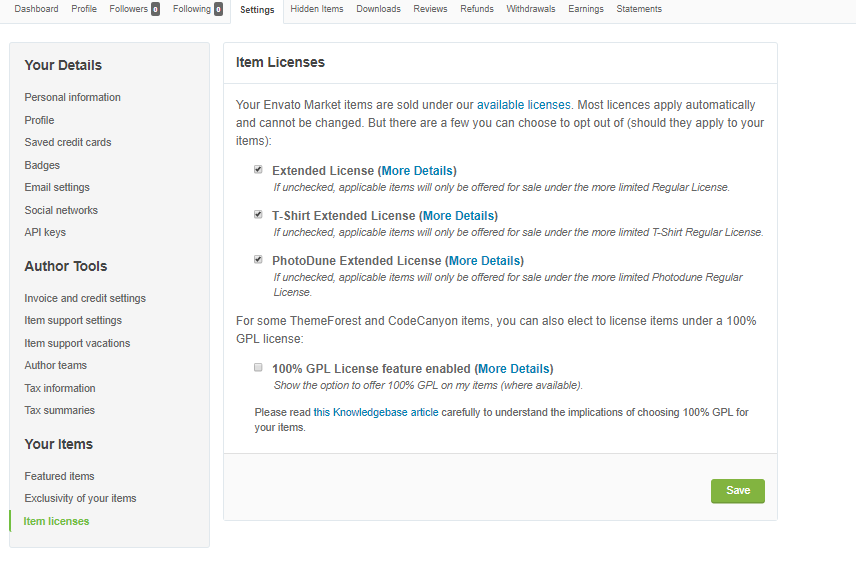 Dashboard Profile Followers 0 Following 0 Settings Hidden Items Downloads Reviews Refunds Withdrawals Earnings Statements
Your Details
Personal information
Profile
Saved credit cards
Badges
Email settings
Social networks
API keys
Author Tools
Invoice and credit settings
Item support settings
Item support vacations
Author teams
Tax information
Tax summaries
Your Items
Featured items
Exclusivity of your items
Item licenses
Item Licenses
Your Envato Market items are sold under our available licenses. Most licences apply automatically
and cannot be changed. But there are a few you can choose to opt out of (should they apply to your
items):
Extended License (More Details)
If unchecked, applicable items will only be offered for sale under the more limited Regular License.
T-Shirt Extended License (More Details)
If unchecked, applicable items will only be offered for sale under the more limited T-Shirt Regular License.
PhotoDune Extended License (More Details)
If unchecked, applicable items will only be offered for sale under the more limited Photodune Regular
License.
For some ThemeForest and CodeCanyon items, you can also elect to license items under a 100%
GPL license:
100% GPL License feature enabled (More Details)
Show the option to offer 100% GPL on my items (where available).
Please read this Knowledgebase article carefully to understand the implications of choosing 100% GPL for
your items.
Save